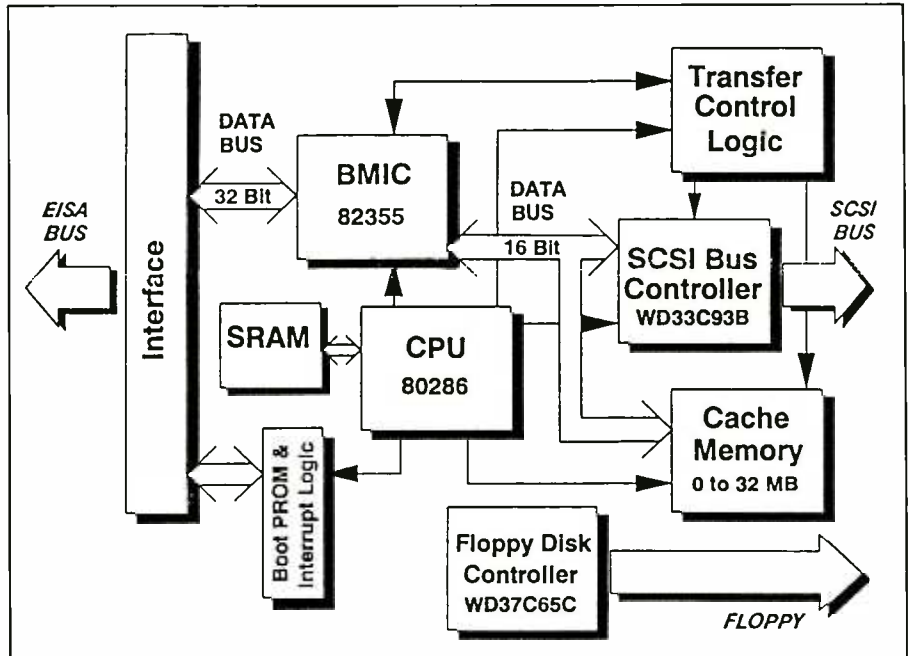 Transfer
Control
Logic
DATA
BUS
BMIC
82355
32 Bit
DATA
BUS
16 Bit
EISA
BUS
SCSI
BUS
Interface
SCSI Bus
Controller
WD33C93B
SRAM
CPU
80286
Cache
Memory
0 to 32 MB
Boot PROM &
Interrupt Logic
Floppy Disk
Controller
WD37C65C
FLOPPY